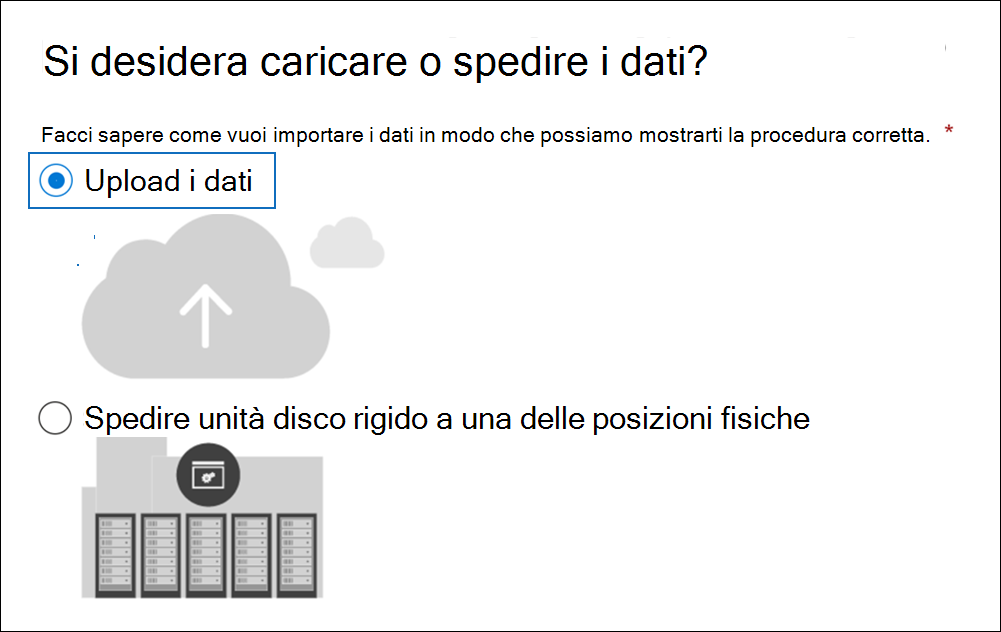 Si desidera caricare o spedire i dati?
Facci sapere come vuoi importare i dati in modo che possiamo mostrarti la procedura corretta. *
Upload i dati
Spedire unità disco rigido a una delle posizioni fisiche